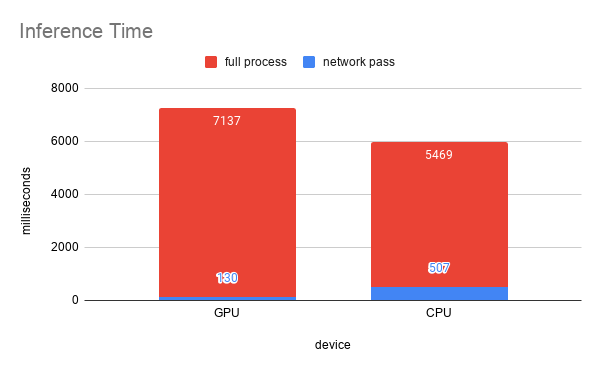 Inference Time
full process
network pass
8000
6000
4000
2000
0
milliseconds
7137
130
5469
507
GPU
CPU
device